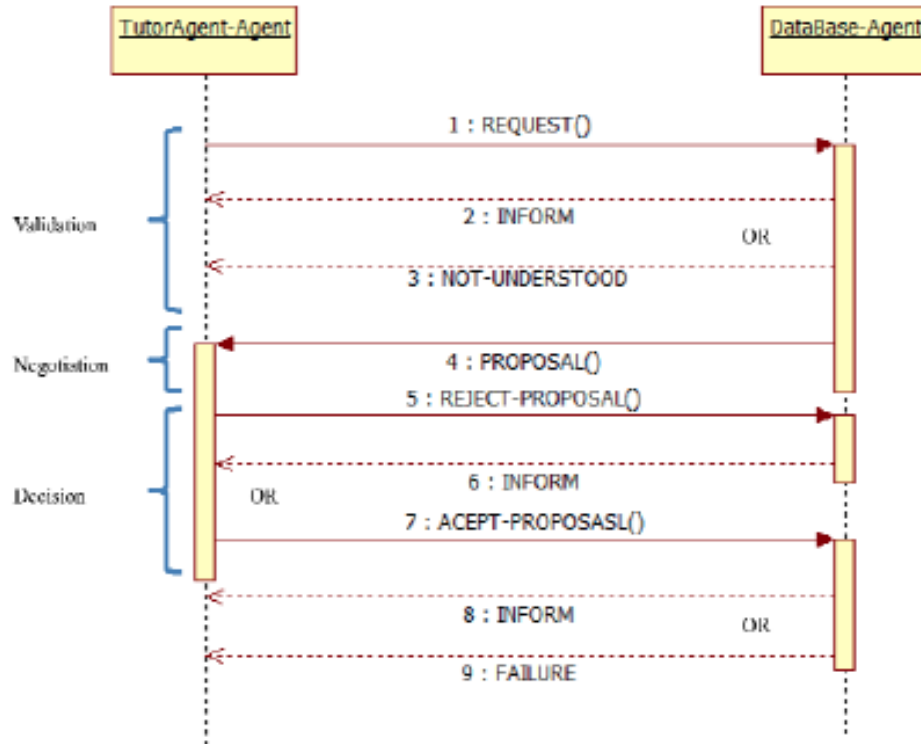 TutorAgent-Agent
DataBase-Agent
1 : REQUEST()
2 : INFORM
Validation
OR
3 : NOT-UNDERSTOOD
Negotiation
4 : PROPOSAL()
5 : REJECT-PROPOSAL()
6 : INFORM
Decision
OR
7 : ACEPT-PROPOSASL()
8 : INFORM
OR
9 : FAILURE